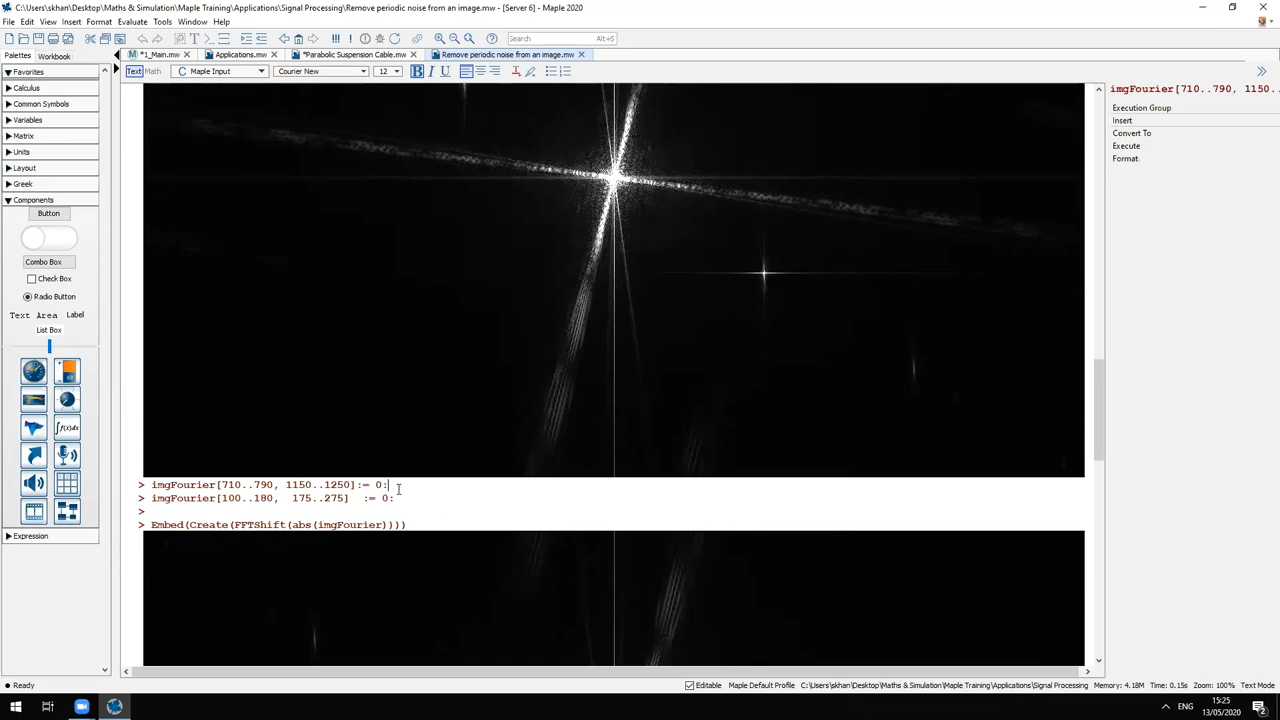 C:\Users\skhan\Desktop\Maths & Simulation\Maple Training\Applications\Signal Processing\Remove periodic noise from an image.mw - [Server 6] - Maple 2020
File Edit View Insert Format Evaluate Tools Window Help
Search
Palettes Workbook *1_Main.mw Applications.mw *Parabolic Suspension Cable.mw Remove periodic noise from an image.mw
Text Math Maple Input Courier New 12 B I U
Favorites
Calculus
Common Symbols
Variables
Matrix
Units
Layout
Greek
Components
Button
Combo Box
Check Box
Radio Button
Text Area Label
List Box
∫f(x)dx
Expression
> imgFourier[710..790, 1150..1250]:= 0:
> imgFourier[100..180, 175..275] := 0:
>
> Embed(Create(FFTShift(abs(imgFourier))))
imgFourier[710..790, 1150...
Execution Group
Insert
Convert To
Execute
Format
Ready
Editable Maple Default Profile C:\Users\skhan\Desktop\Maths & Simulation\Maple Training\Applications\Signal Processing Memory: 4.18M Time: 0.15s Zoom: 100% Text Mode
ENG 15:25
13/05/2020
2